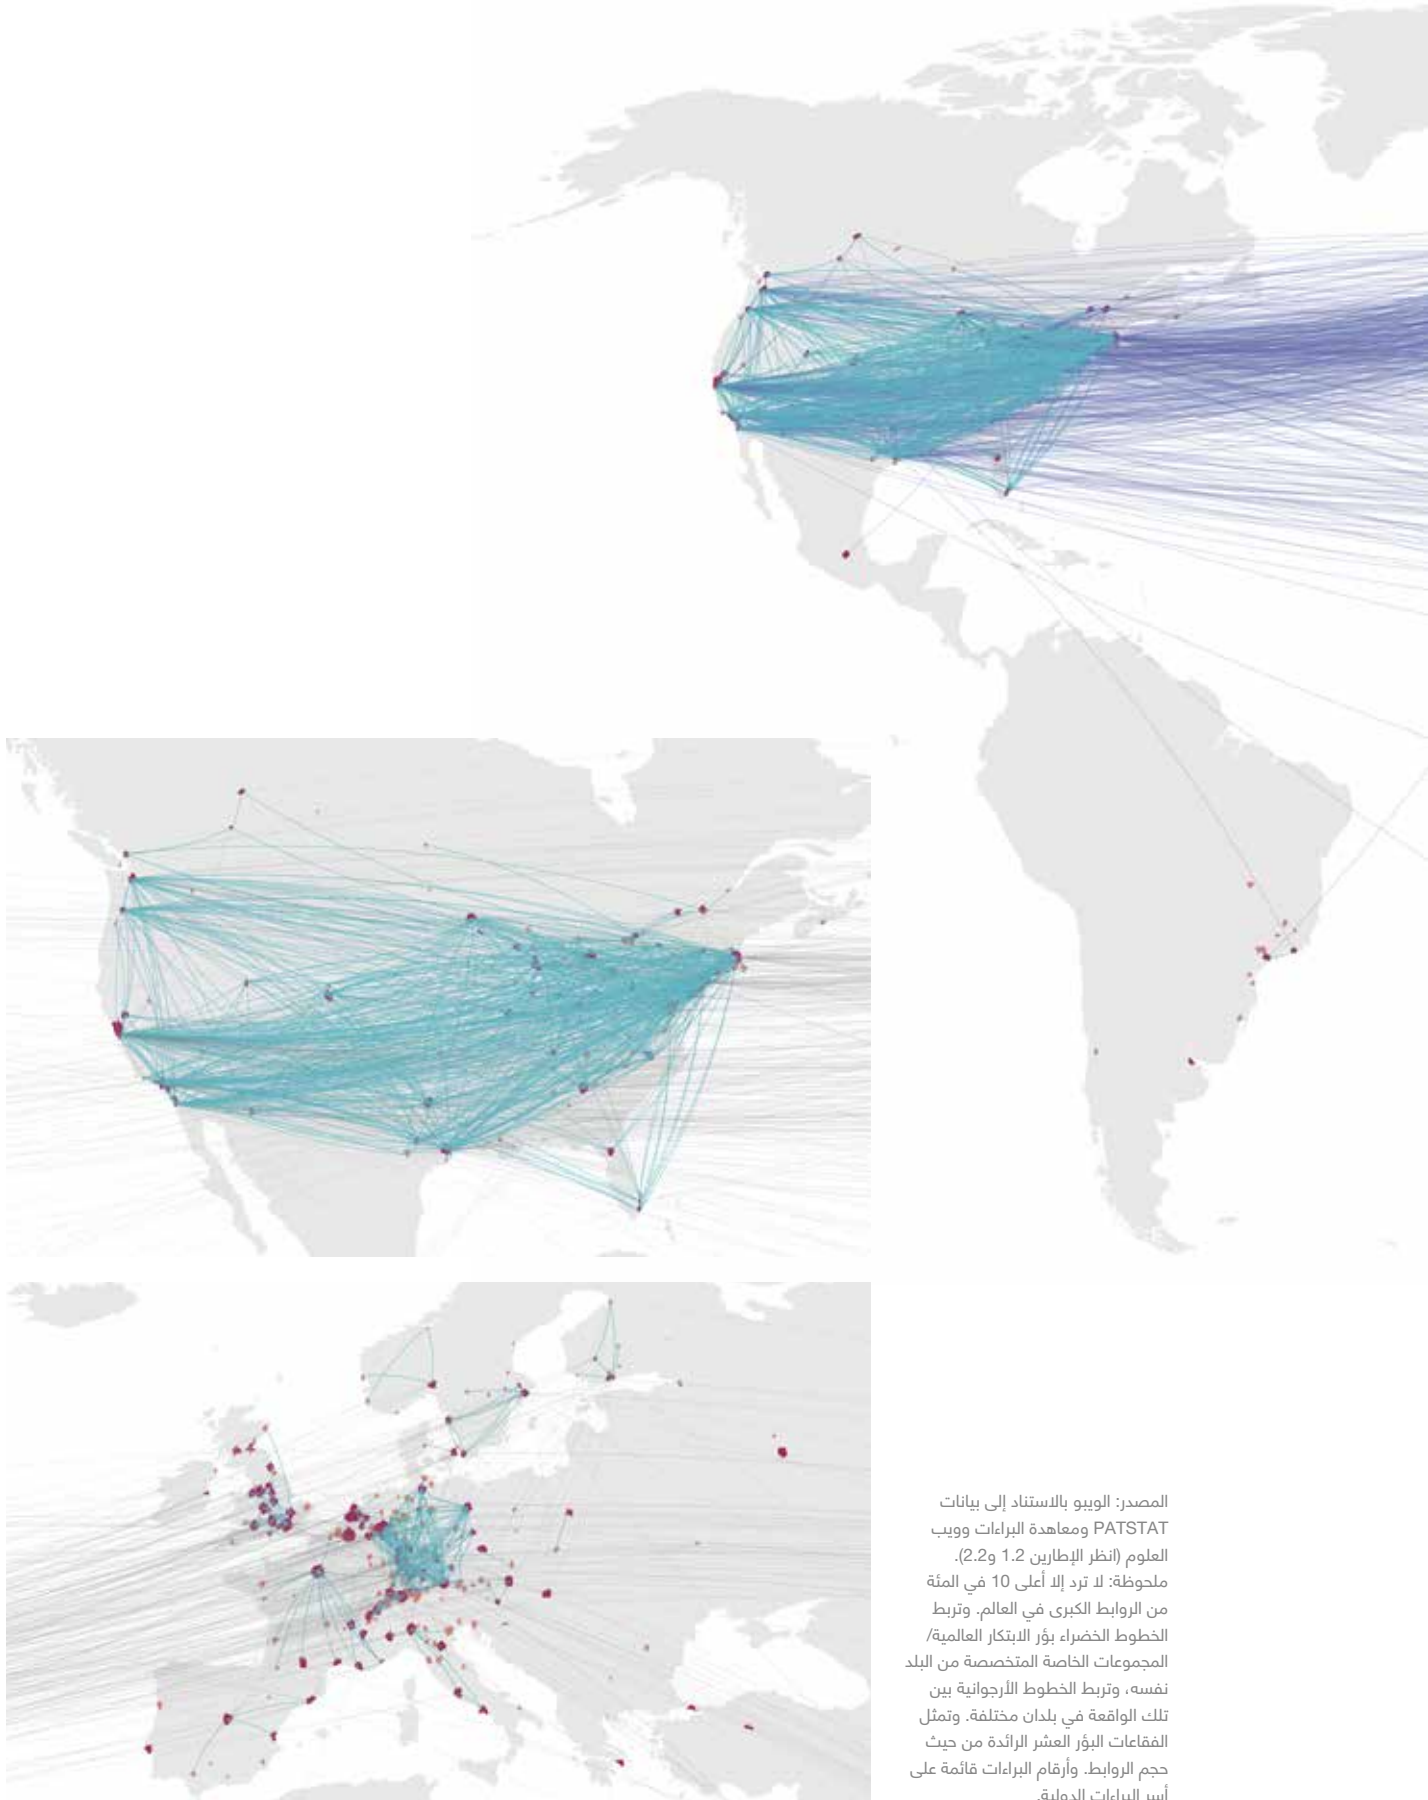 المصدر: الويبو بالاستناد إلى بيانات
PATSTAT ومعاهدة البراءات وويب
العلوم (انظر الإطارين 1.2 و2.2).
ملحوظة: لا ترد إلا أعلى 10 في المئة
من الروابط الكبرى في العالم. وتربط
الخطوط الخضراء بؤر الابتكار العالمية/
المجموعات الخاصة المتخصصة من البلد
نفسه، وتربط الخطوط الأرجوانية بين
تلك الواقعة في بلدان مختلفة. وتمثل
الفقاعات البؤر العشر الرائدة من حيث
حجم الروابط. وأرقام البراءات قائمة على
أسر البراءات الدولية.